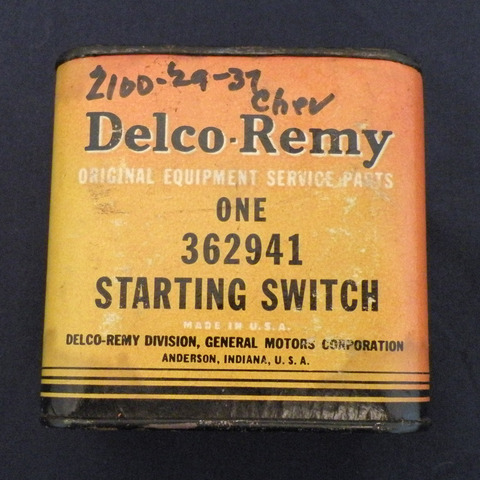 2100-29-37
Chev
Delco-Remy
ORIGINAL EQUIPMENT SERVICE PARTS
ONE
362941
STARTING SWITCH
MADE IN U.S.A.
DELCO-REMY DIVISION, GENERAL MOTORS CORPORATION
ANDERSON, INDIANA, U. S. A.